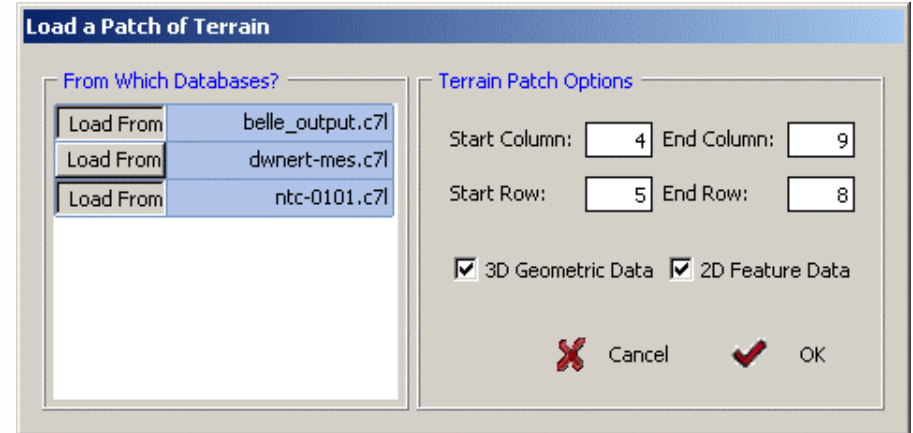 Load a Patch of Terrain
From Which Databases?
Load From belle_output.c7l
Load From dwnert-mes.c7l
Load From ntc-0101.c7l
Terrain Patch Options
Start Column: 4 End Column: 9
Start Row: 5 End Row: 8
3D Geometric Data 2D Feature Data
Cancel OK